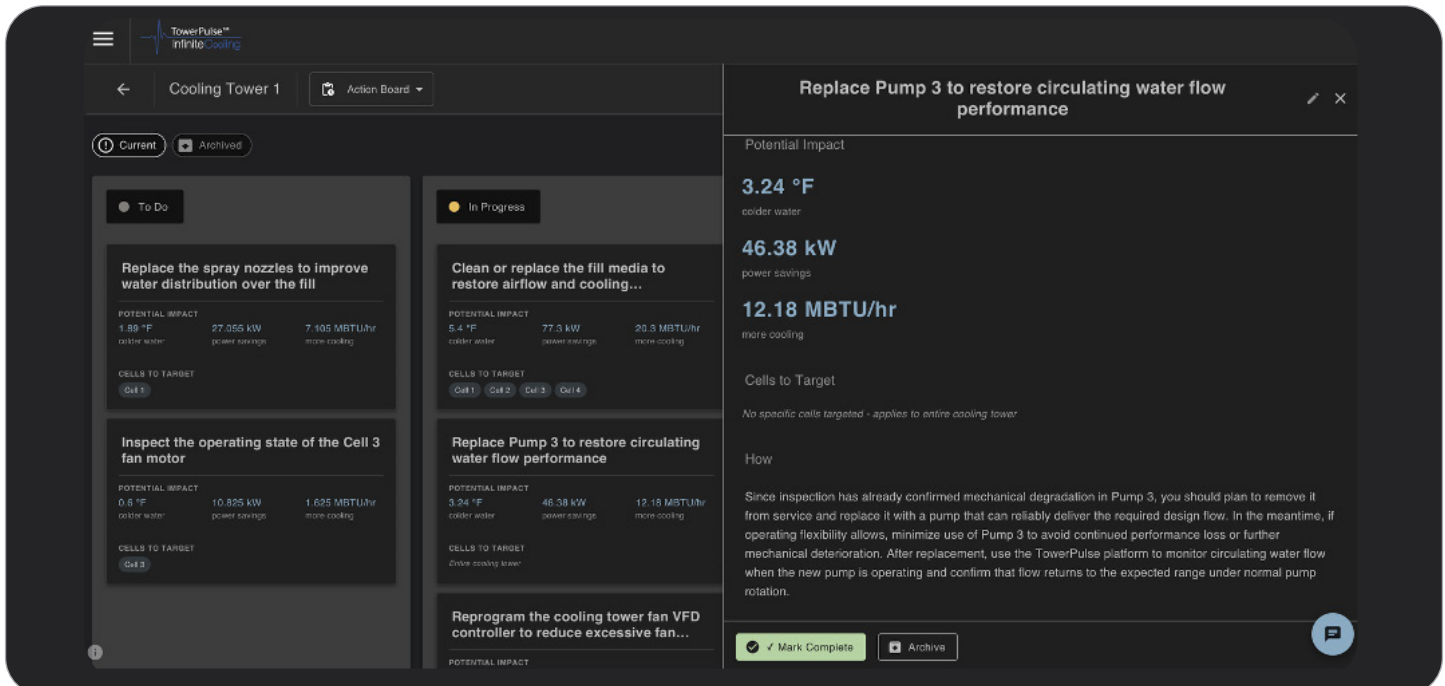 TowerPulse™
InfiniteCooling
Cooling Tower 1
Action Board
Current
Archived
To Do
Replace the spray nozzles to improve
water distribution over the fill
POTENTIAL IMPACT
1.89 °F
27.055 kW
7.105 MBTU/hr
colder water
power savings
more cooling
CELLS TO TARGET
Cell 1
Inspect the operating state of the Cell 3
fan motor
POTENTIAL IMPACT
0.6 °F
10.825 kW
1.625 MBTU/hr
colder water
power savings
more cooling
CELLS TO TARGET
Cell 3
In Progress
Clean or replace the fill media to
restore airflow and cooling...
POTENTIAL IMPACT
5.4 °F
77.3 kW
20.3 MBTU/hr
colder water
power savings
more cooling
CELLS TO TARGET
Cell 1 Cell 2 Cell 3 Cell 4
Replace Pump 3 to restore circulating
water flow performance
POTENTIAL IMPACT
3.24 °F
46.38 kW
12.18 MBTU/hr
colder water
power savings
more cooling
CELLS TO TARGET
Entire cooling tower
Reprogram the cooling tower fan VFD
controller to reduce excessive fan...
POTENTIAL IMPACT
Replace Pump 3 to restore circulating water flow
performance
Potential Impact
3.24 °F
colder water
46.38 kW
power savings
12.18 MBTU/hr
more cooling
Cells to Target
No specific cells targeted - applies to entire cooling tower
How
Since inspection has already confirmed mechanical degradation in Pump 3, you should plan to remove it
from service and replace it with a pump that can reliably deliver the required design flow. In the meantime, if
operating flexibility allows, minimize use of Pump 3 to avoid continued performance loss or further
mechanical deterioration. After replacement, use the TowerPulse platform to monitor circulating water flow
when the new pump is operating and confirm that flow returns to the expected range under normal pump
rotation.
✓ Mark Complete
Archive